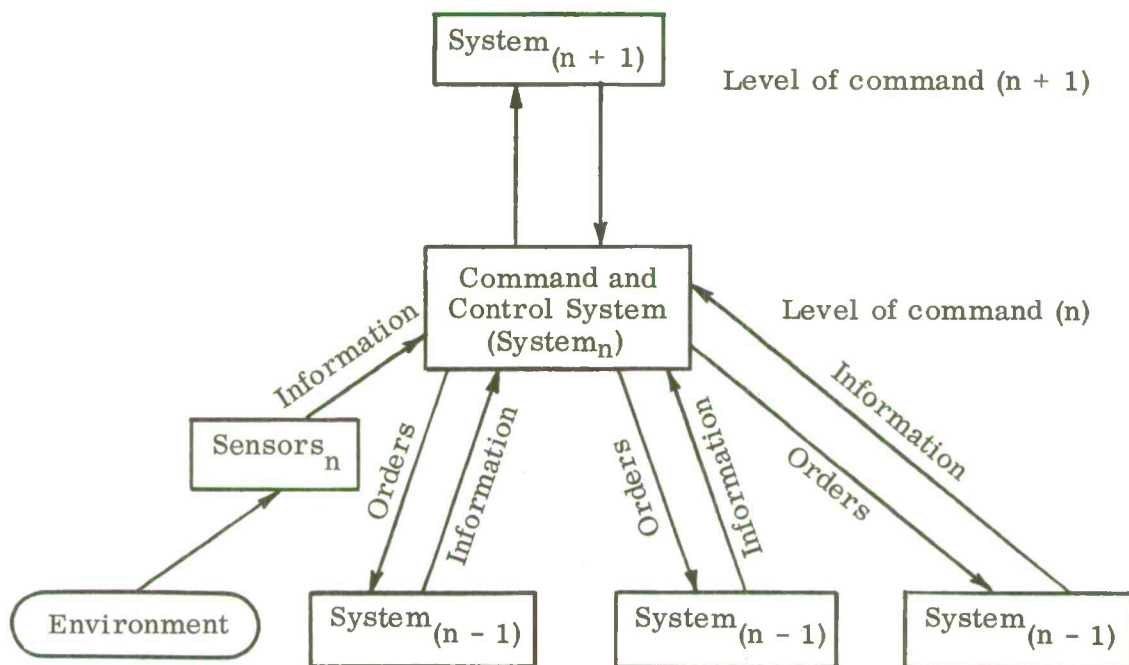 System(n + 1)
Level of command (n + 1)
Command and
Control System
(Systemn)
Level of command (n)
Information
Sensorsn
Orders
Information
Orders
Information
Orders
Information
Environment
System(n - 1)
System(n - 1)
System(n - 1)